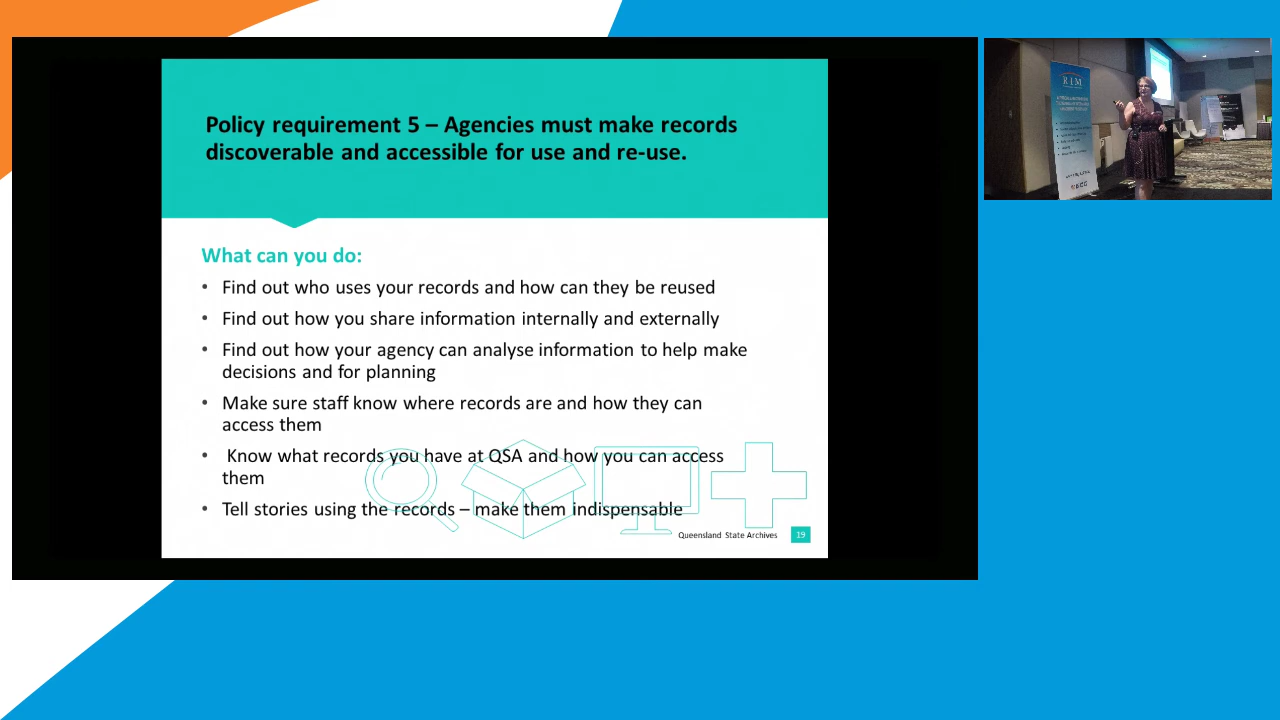 Policy requirement 5 – Agencies must make records
discoverable and accessible for use and re-use.
What can you do:
• Find out who uses your records and how can they be reused
• Find out how you share information internally and externally
• Find out how your agency can analyse information to help make
decisions and for planning
• Make sure staff know where records are and how they can
access them
• Know what records you have at QSA and how you can access
them
• Tell stories using the records – make them indispensable
Queensland State Archives 19
RIM